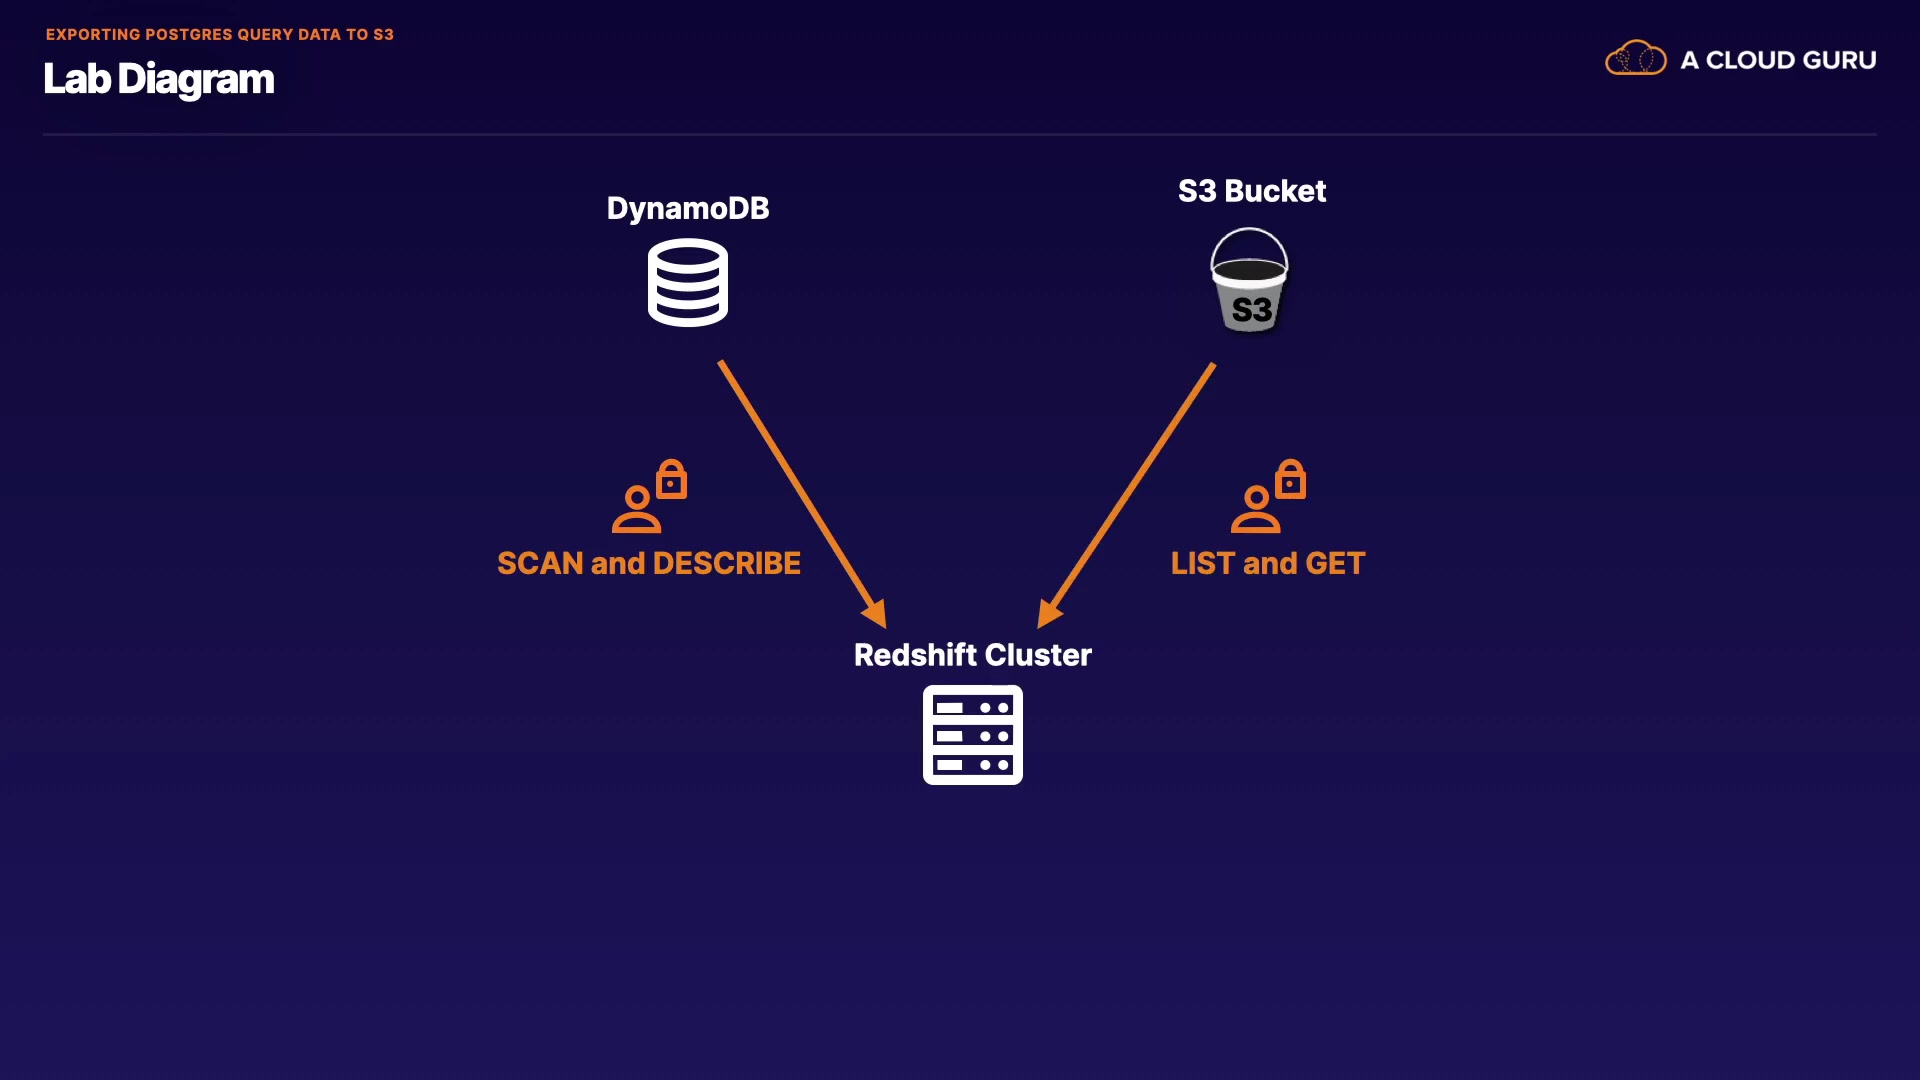 EXPORTING POSTGRES QUERY DATA TO S3
Lab Diagram
A CLOUD GURU
DynamoDB
S3 Bucket
S3
SCAN and DESCRIBE
LIST and GET
Redshift Cluster